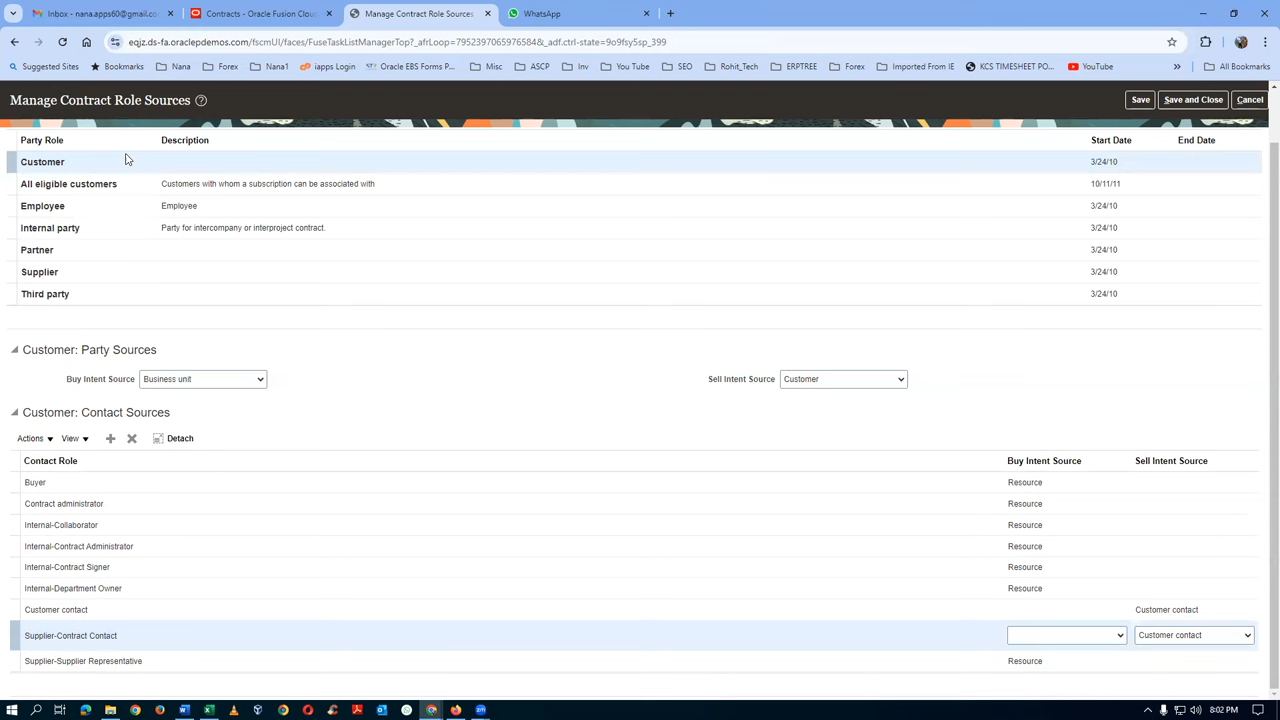 Inbox - nana.apps60@gmail.co
Contracts - Oracle Fusion Cloud
Manage Contract Role Sources
WhatsApp
eqjz.ds-fa.oraclepdemos.com/fscmUI/faces/FuseTaskListManagerTop?_afrLoop=79523970659765848&_adf.ctrl-state=9o9fsy5sp_399
Suggested Sites
Bookmarks
Nana
Forex
Nana1
iapps Login
Oracle EBS Forms P...
Misc
ASCP
Inv
You Tube
SEO
Rohit_Tech
ERPTREE
Forex
Imported From IE
KCS TIMESHEET PO...
YouTube
All Bookmarks
Manage Contract Role Sources
Save
Save and Close
Cancel
Party Role Description Start Date End Date
Customer 3/24/10
All eligible customers Customers with whom a subscription can be associated with 10/11/11
Employee Employee 3/24/10
Internal party Party for intercompany or interproject contract. 3/24/10
Partner 3/24/10
Supplier 3/24/10
Third party 3/24/10
Customer: Party Sources
Buy Intent Source Business unit Sell Intent Source Customer
Customer: Contact Sources
Actions View Detach
Contact Role Buy Intent Source Sell Intent Source
Buyer Resource
Contract administrator Resource
Internal-Collaborator Resource
Internal-Contract Administrator Resource
Internal-Contract Signer Resource
Internal-Department Owner Resource
Customer contact Customer contact
Supplier-Contract Contact Customer contact
Supplier-Supplier Representative Resource
8:02 PM